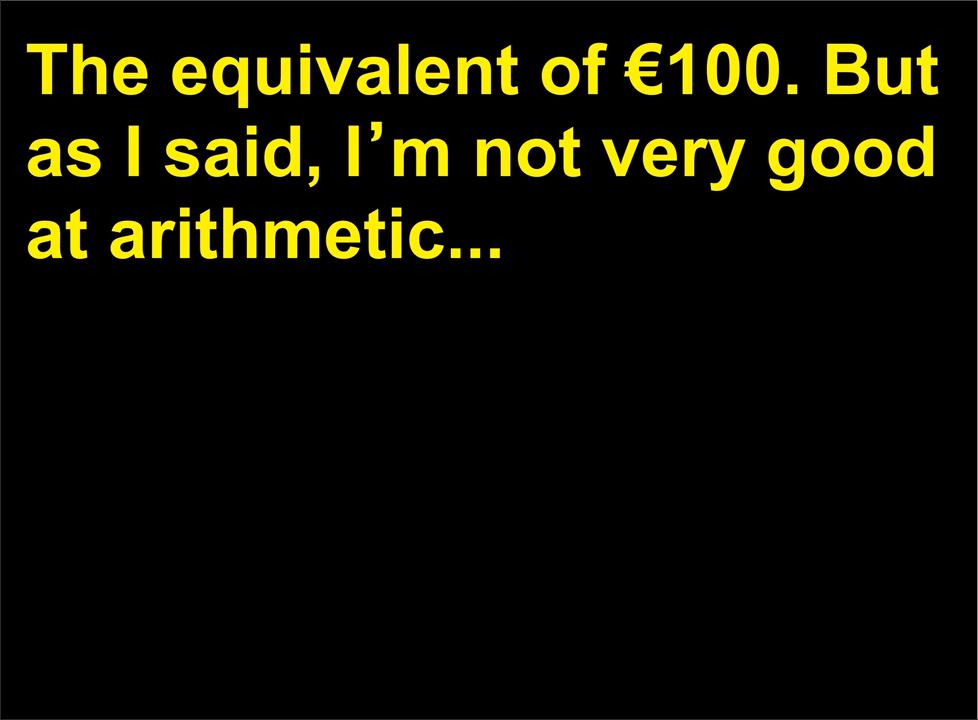 The equivalent of €100. But
as I said, I’m not very good
at arithmetic...